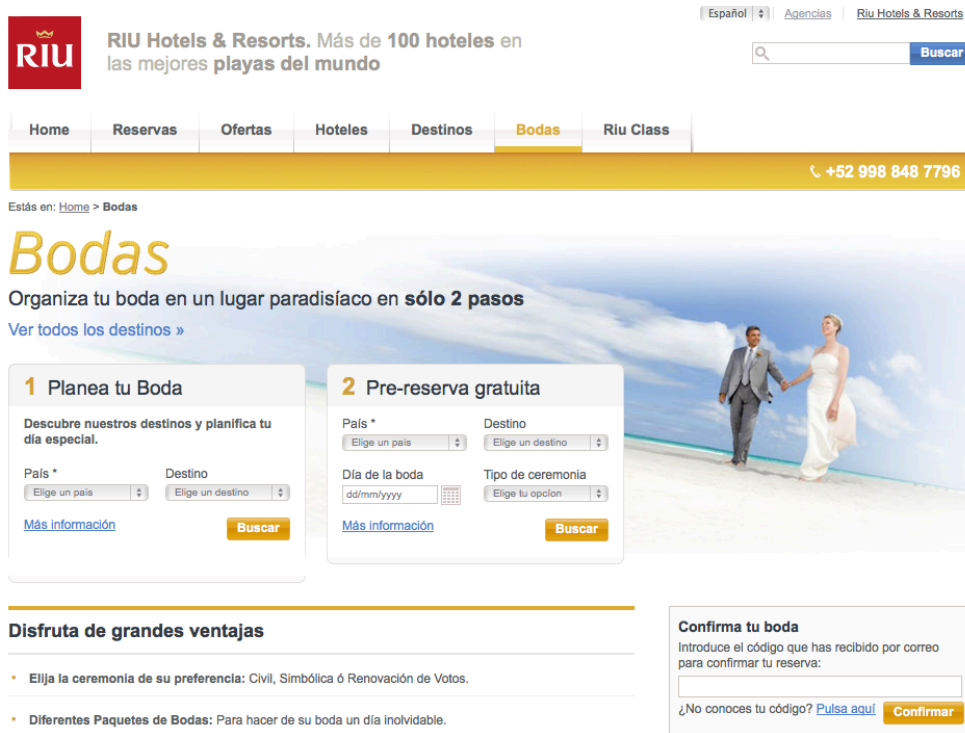 Español
Agencias
Riu Hotels & Resorts
RIU
RIU Hotels & Resorts. Más de 100 hoteles en
las mejores playas del mundo
Buscar
Home
Reservas
Ofertas
Hoteles
Destinos
Bodas
Riu Class
+52 998 848 7796
Estás en: Home > Bodas
Bodas
Organiza tu boda en un lugar paradisíaco en sólo 2 pasos
Ver todos los destinos »
1 Planea tu Boda
Descubre nuestros destinos y planifica tu
día especial.
País *
Destino
Elige un pais
Elige un destino
Más información
Buscar
2 Pre-reserva gratuita
País *
Destino
Elige un pais
Elige un destino
Día de la boda
Tipo de ceremonia
dd/mm/yyyy
Elige tu opcíon
Más información
Buscar
Disfruta de grandes ventajas
• Elija la ceremonia de su preferencia: Civil, Simbólica ó Renovación de Votos.
• Diferentes Paquetes de Bodas: Para hacer de su boda un día inolvidable.
Confirma tu boda
Introduce el código que has recibido por correo
para confirmar tu reserva:
¿No conoces tu código? Pulsa aquí
Confirmar